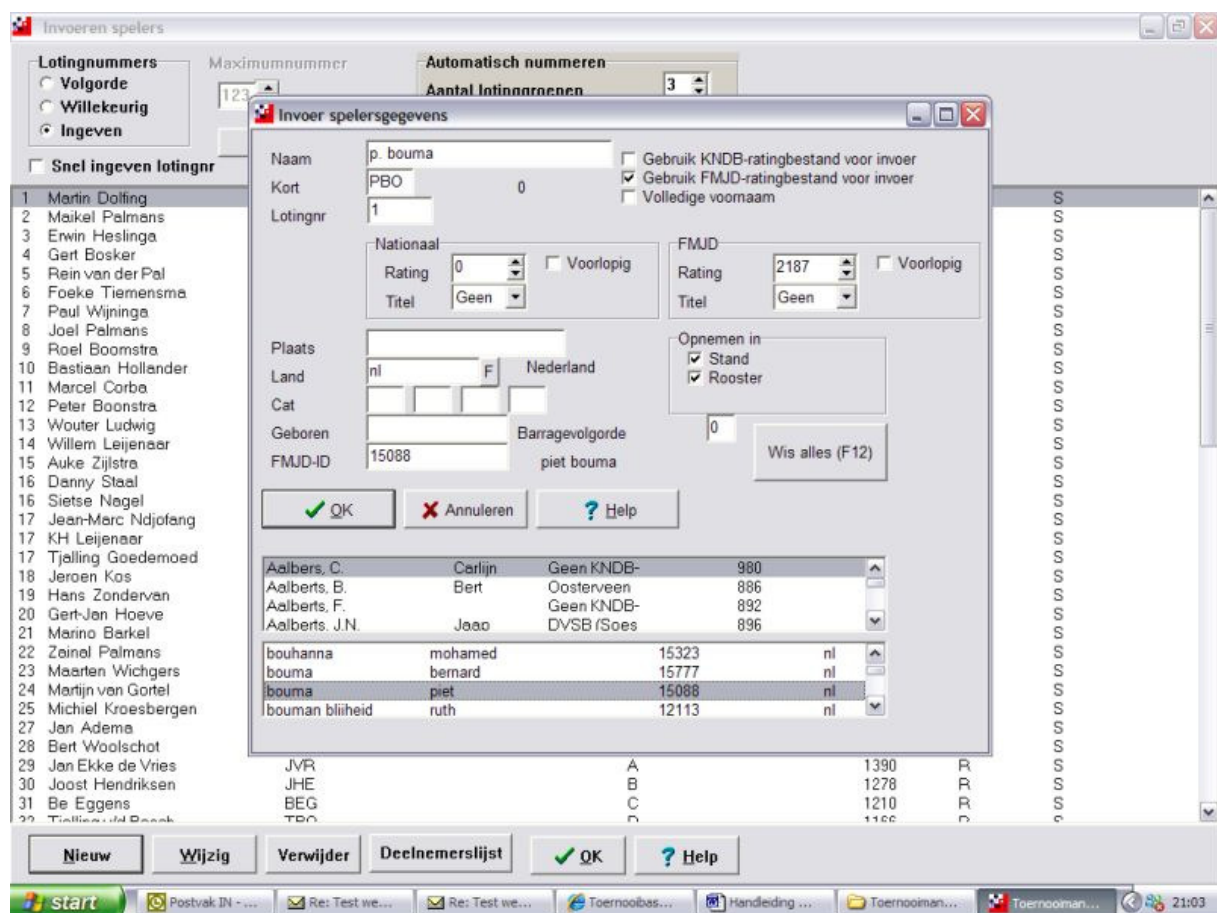 Invoeren spelers
Lotingnummers
Volgorde
Willekeurig
Ingeven
Snel ingeven lotingnr
Maximumnummer
123
Automatisch nummeren
Aantal lotinggroepen 3
Invoer spelersgegevens
Naam p. bouma
Kort PBO 0
Lotingnr 1
Gebruik KNDB-ratingbestand voor invoer
Gebruik FMJD-ratingbestand voor invoer
Volledige voornaam
Nationaal
Rating 0 Voorlopig
Titel Geen
FMJD
Rating 2187 Voorlopig
Titel Geen
Plaats
Land nl F Nederland
Cat
Geboren Barragevolgorde 0
FMJD-ID 15088 piet bouma
Opnemen in
Stand
Rooster
Wis alles (F12)
OK Annuleren Help
Aalbers, C. Carlijn Geen KNDB- 980
Aalberts, B. Bert Oosterveen 886
Aalberts, F. Geen KNDB- 892
Aalberts, J.N. Jaap DVSB (Soes 896
bouhanna mohamed 15323 nl
bouma bernard 15777 nl
bouma piet 15088 nl
bouman blijheid ruth 12113 nl
1 Martin Dolfing S
2 Maikel Palmans S
3 Erwin Heslinga S
4 Gert Bosker S
5 Rein van der Pal S
6 Foeke Tiemensma S
7 Paul Wijninga S
8 Joel Palmans S
9 Roel Boomstra S
10 Bastiaan Hollander S
11 Marcel Corba S
12 Peter Boonstra S
13 Wouter Ludwig S
14 Willem Leijenaar S
15 Auke Zijlstra S
16 Danny Staal S
16 Sietse Nagel S
17 Jean-Marc Ndjofang S
17 KH Leijenaar S
17 Tjalling Goedemoed S
18 Jeroen Kos S
19 Hans Zondervan S
20 Gert-Jan Hoeve S
21 Marino Barkel S
22 Zainal Palmans S
23 Maarten Wichgers S
24 Martijn van Gortel S
25 Michiel Kroesbergen S
27 Jan Adema S
28 Bert Woolschot S
29 Jan Ekke de Vries JVR A 1390 R S
30 Joost Hendriksen JHE B 1278 R S
31 Be Eggens BEG C 1210 R S
Nieuw Wijzig Verwijder Deelnemerslijst OK Help
start Postvak IN - ... Re: Test we... Re: Test we... Toernooibas... Handleiding ... Toernooiman... Toernooiman... 21:03